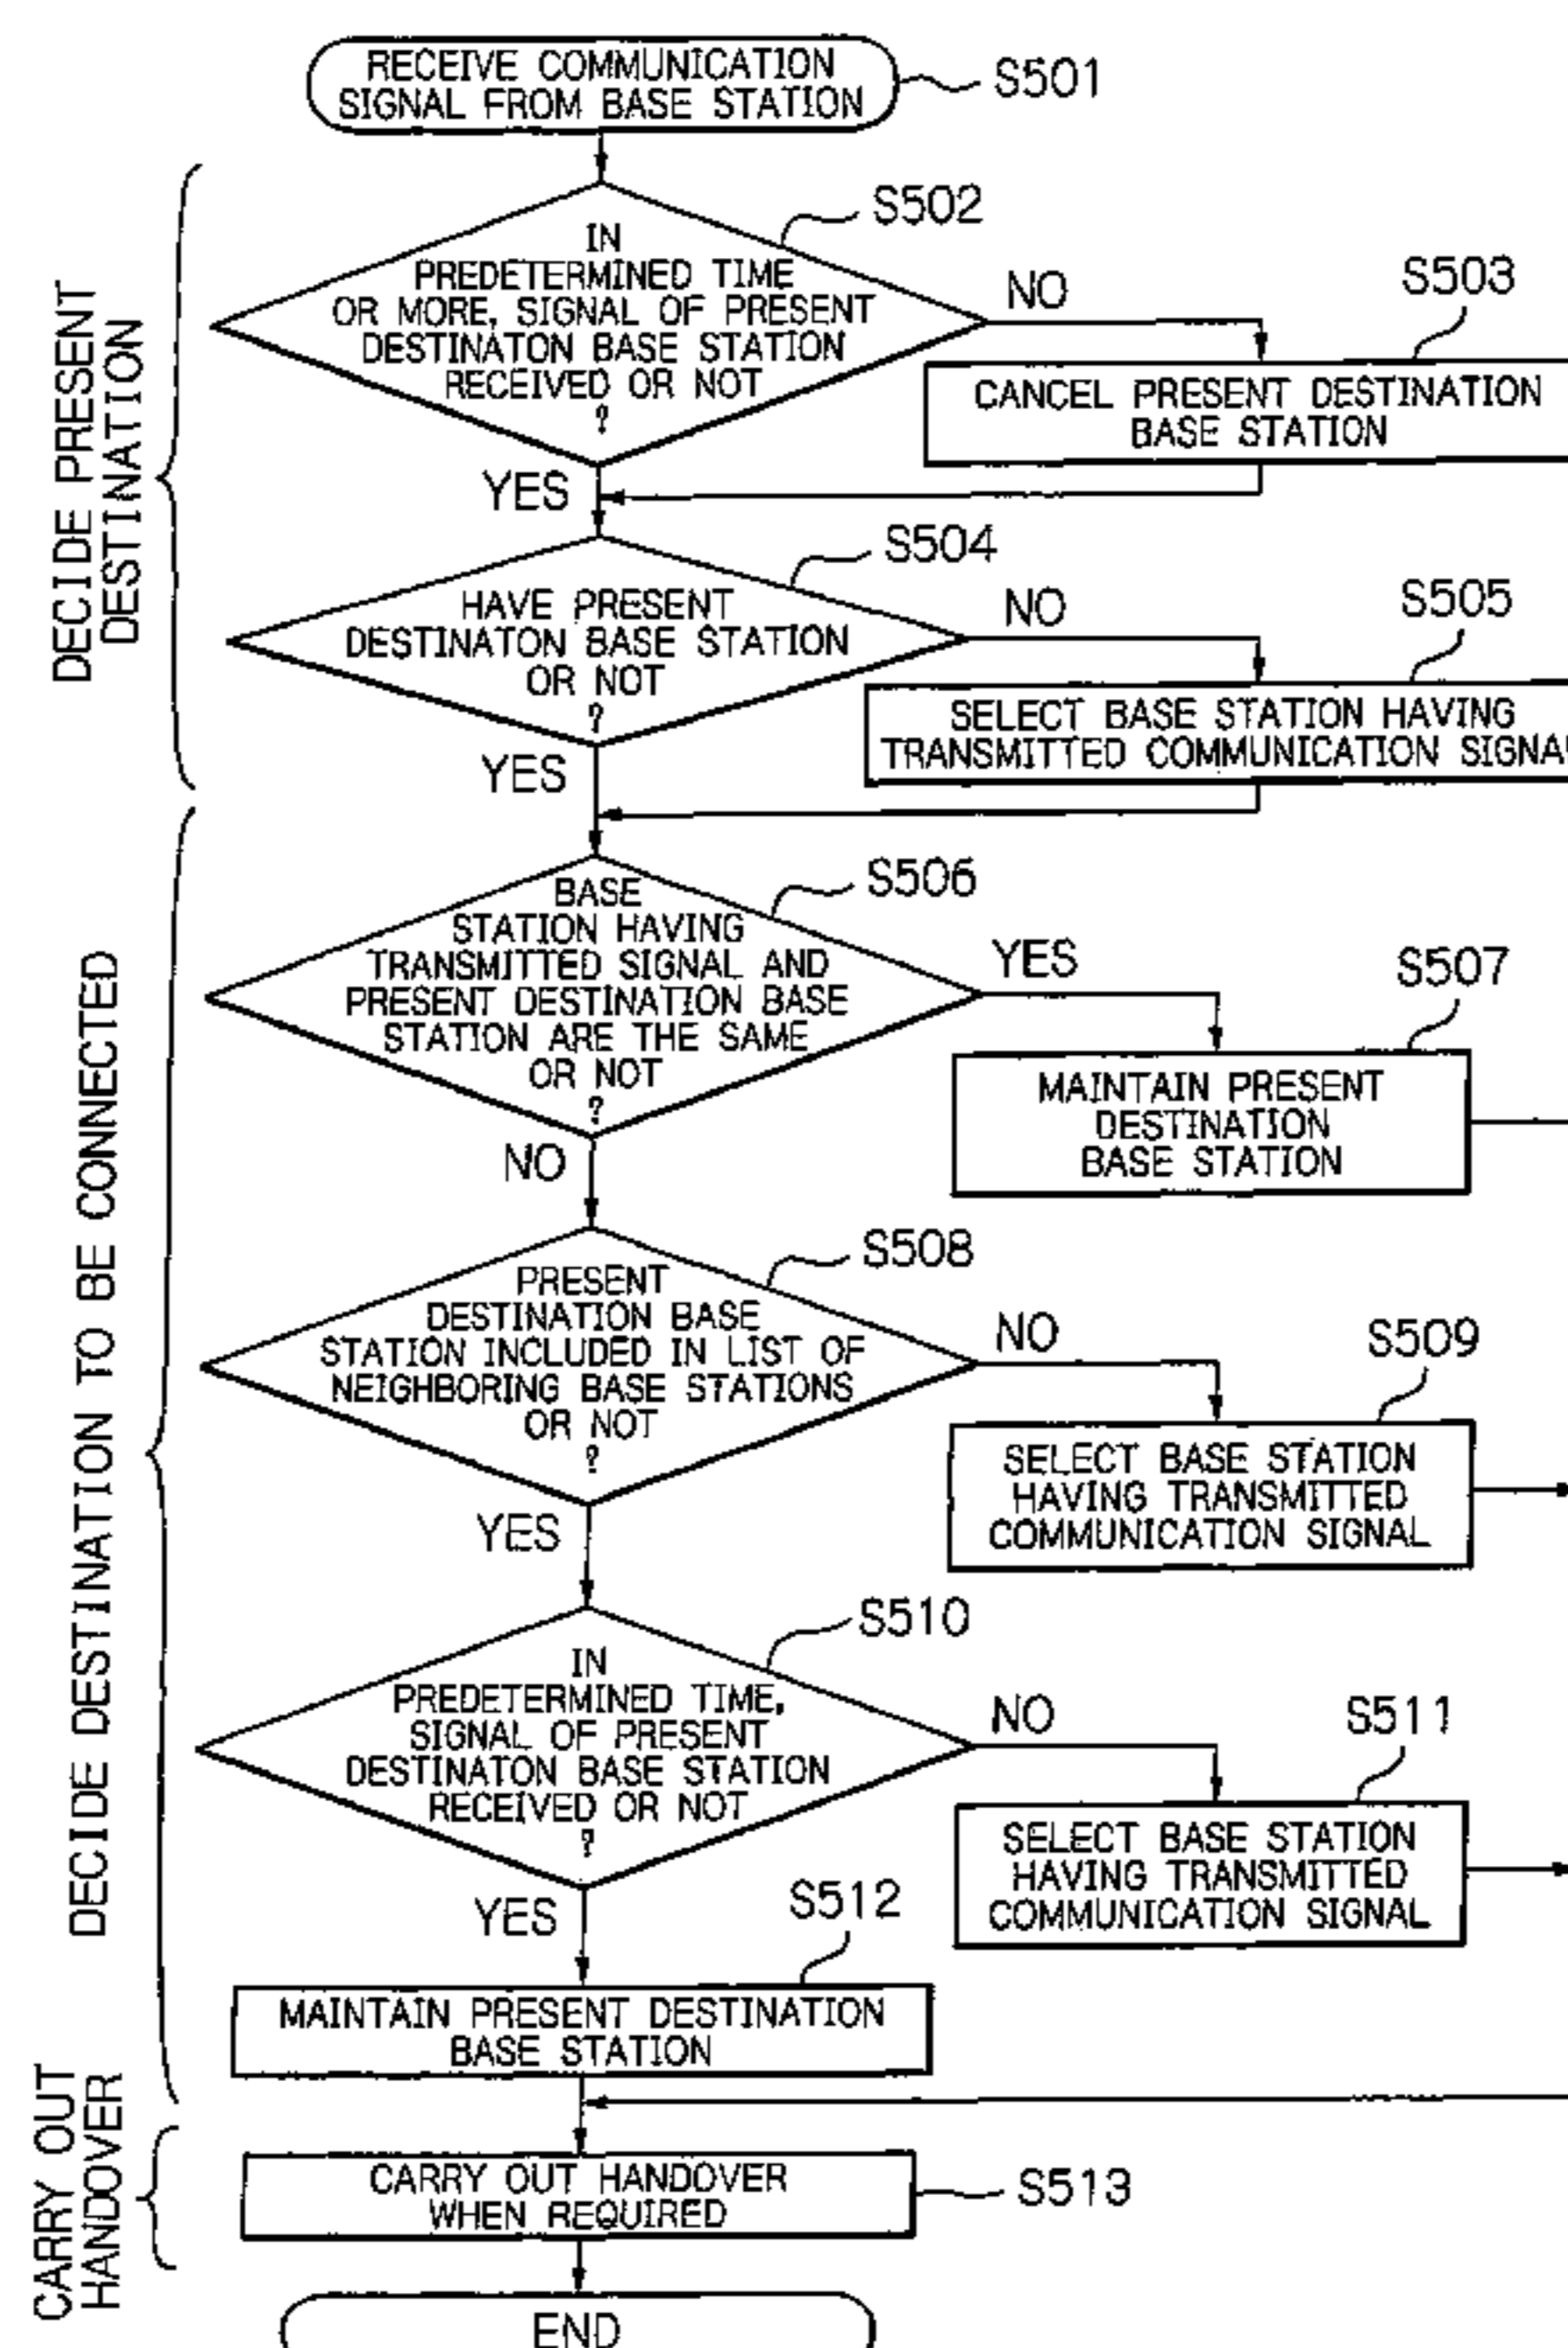 RECEIVE COMMUNICATION
SIGNAL FROM BASE STATION
S501
DECIDE PRESENT
DESTINATION
S502
IN
PREDETERMINED TIME
OR MORE, SIGNAL OF PRESENT
DESTINATON BASE STATION
RECEIVED OR NOT
?
NO
S503
CANCEL PRESENT DESTINATION
BASE STATION
YES
S504
HAVE PRESENT
DESTINATON BASE STATION
OR NOT
?
NO
S505
SELECT BASE STATION HAVING
TRANSMITTED COMMUNICATION SIGNAL
YES
DECIDE DESTINATION TO BE CONNECTED
S506
BASE
STATION HAVING
TRANSMITTED SIGNAL AND
PRESENT DESTINATION BASE
STATION ARE THE SAME
OR NOT
?
YES
S507
MAINTAIN PRESENT
DESTINATION
BASE STATION
NO
S508
PRESENT
DESTINATION BASE
STATION INCLUDED IN LIST OF
NEIGHBORING BASE STATIONS
OR NOT
?
NO
S509
SELECT BASE STATION
HAVING TRANSMITTED
COMMUNICATION SIGNAL
YES
S510
IN
PREDETERMINED TIME,
SIGNAL OF PRESENT
DESTINATON BASE STATION
RECEIVED OR NOT
?
NO
S511
SELECT BASE STATION
HAVING TRANSMITTED
COMMUNICATION SIGNAL
YES
S512
MAINTAIN PRESENT DESTINATION
BASE STATION
CARRY OUT
HANDOVER
CARRY OUT HANDOVER
WHEN REQUIRED
S513
END